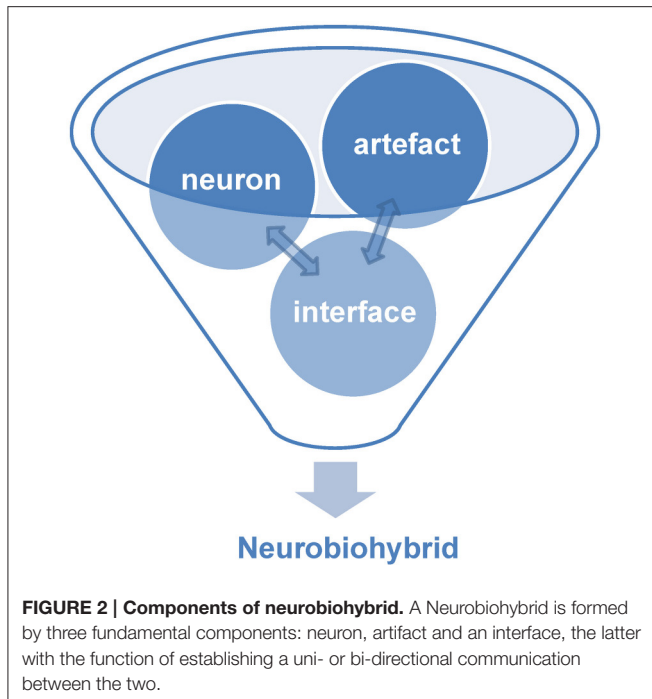 artefact
neuron
interface
Neurobiohybrid
FIGURE 2 | Components of neurobiohybrid. A Neurobiohybrid is formed
by three fundamental components: neuron, artifact and an interface, the latter
with the function of establishing a uni- or bi-directional communication
between the two.